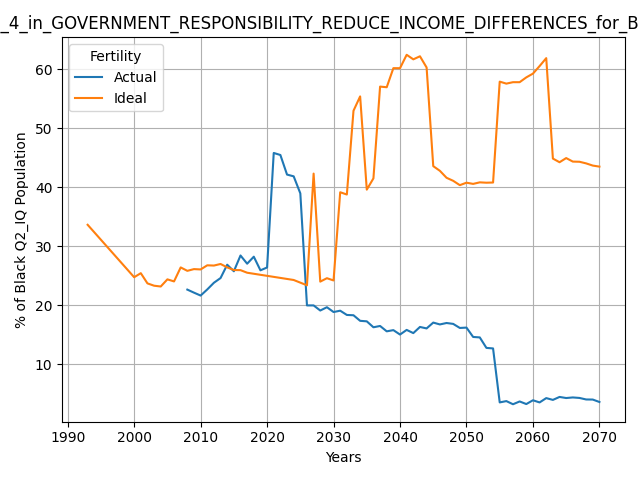 _4_in_GOVERNMENT_RESPONSIBILITY_REDUCE_INCOME_DIFFERENCES_for_B
Fertility
Actual
Ideal
% of Black Q2_IQ Population
60
50
40
30
20
10
1990 2000 2010 2020 2030 2040 2050 2060 2070
Years